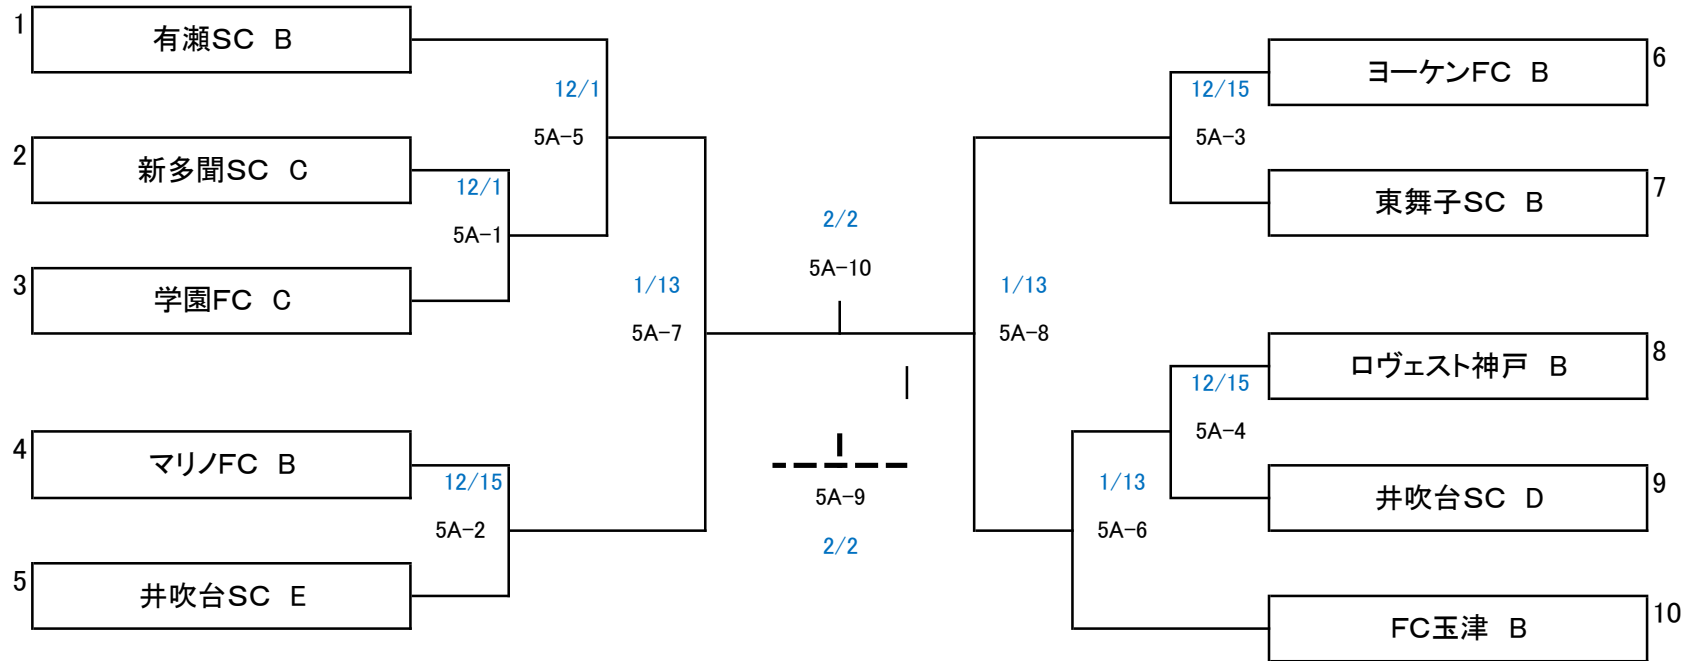 1
有瀬SC B
12/1
5A-5
2
新多聞SC C
12/1
5A-1
3
学園FC C
1/13
5A-7
4
マリノFC B
12/15
5A-2
5
井吹台SC E
2/2
5A-10
5A-9
2/2
6
ヨーケンFC B
12/15
5A-3
7
東舞子SC B
1/13
5A-8
8
ロヴェスト神戸 B
12/15
5A-4
9
井吹台SC D
1/13
5A-6
10
FC玉津 B